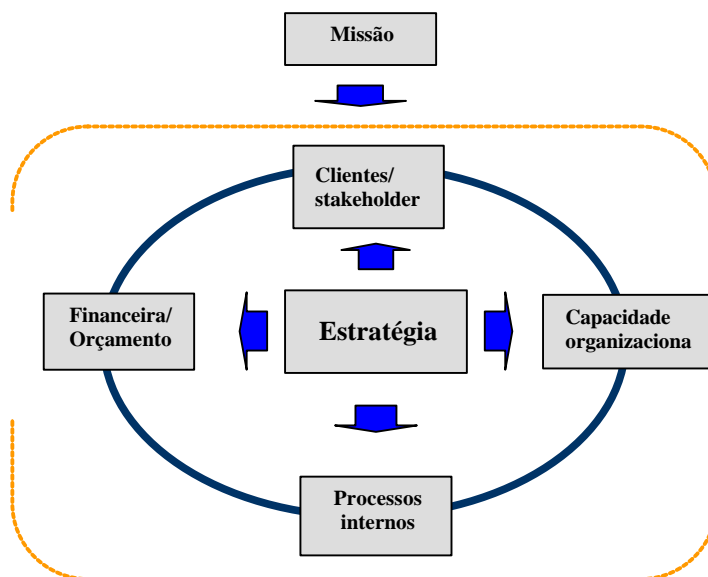 Missão
Clientes/
stakeholder
Financeira/
Orçamento
Estratégia
Capacidade
organizaciona
Processos
internos